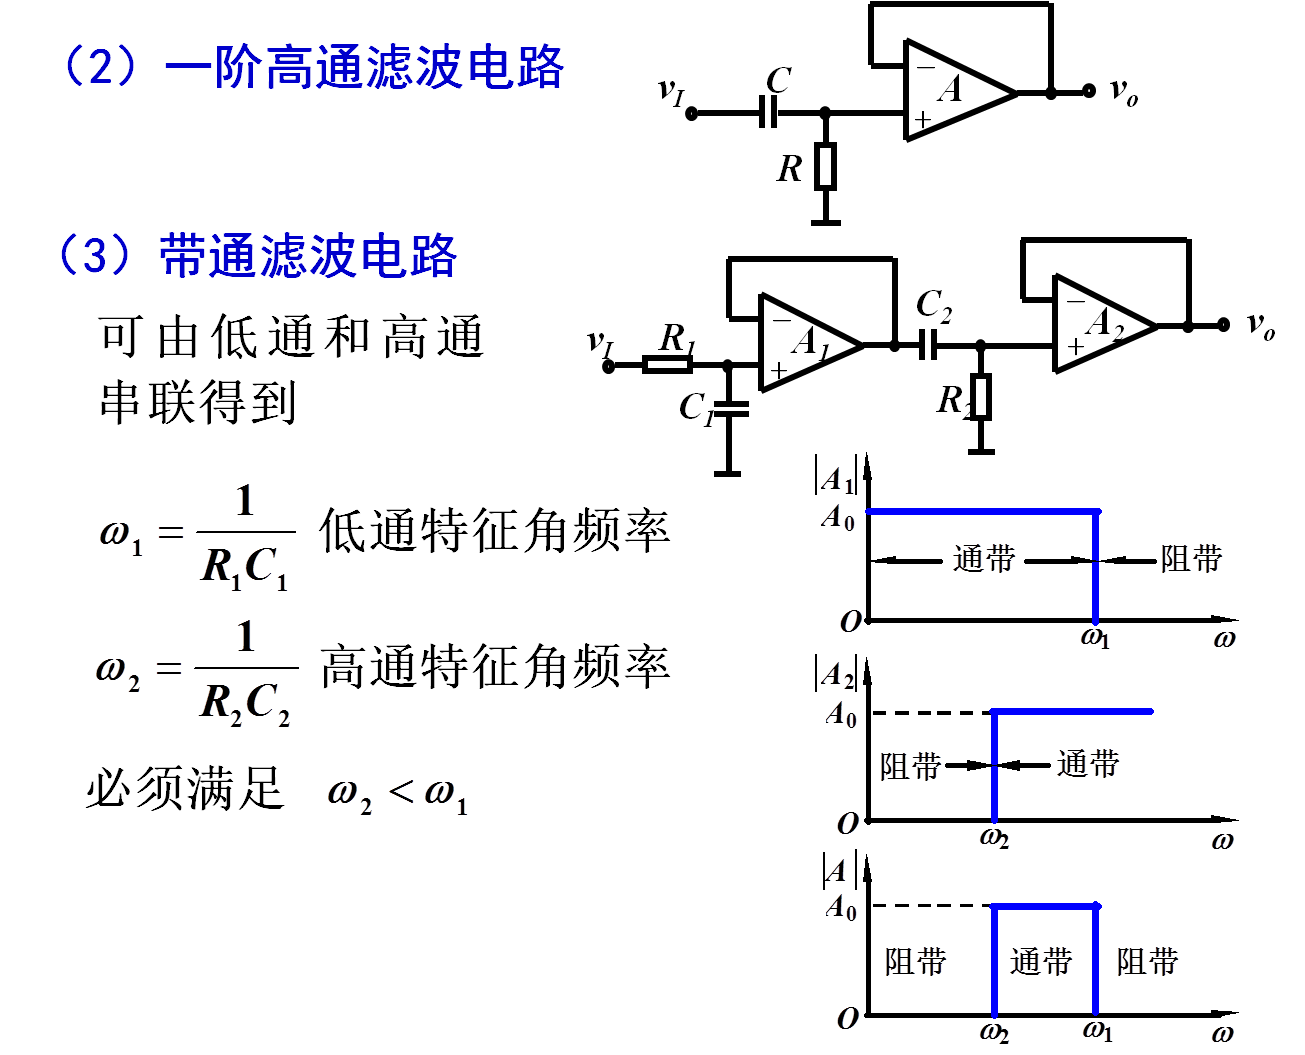 （2）一阶高通滤波电路
v_I C R − + A v_o
（3）带通滤波电路
可由低通和高通
串联得到
v_I R_1 C_1 − + A_1 C_2 R_2 − + A_2 v_o
ω_1 = 1 / R_1C_1 低通特征角频率
ω_2 = 1 / R_2C_2 高通特征角频率
必须满足 ω_2 < ω_1
|A_1|
A_0
通带 阻带
O ω_1 ω
|A_2|
A_0
阻带 通带
O ω_2 ω
|A|
A_0
阻带 通带 阻带
O ω_2 ω_1 ω